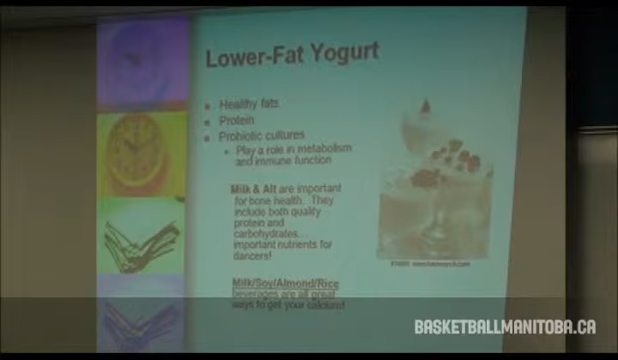 Lower-Fat Yogurt
Healthy fats
Protein
Probiotic cultures
Play a role in metabolism
and immune function
Milk & Alt are important
for bone health. They
include both quality
protein and
carbohydrates...
important nutrients for
dancers!
Milk/Soy/Almond/Rice
beverages are all great
ways to get your calcium!
BASKETBALLMANITOBA.CA